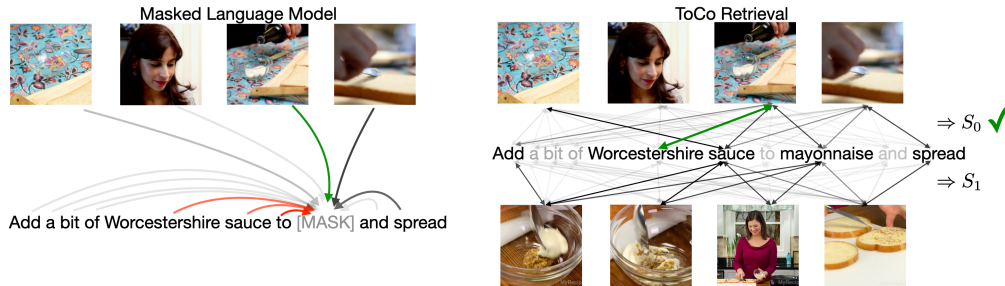 Masked Language Model
Add a bit of Worcestershire sauce to [MASK] and spread
ToCo Retrieval
⇒ S₀ ✓
Add a bit of Worcestershire sauce to mayonnaise and spread
⇒ S₁